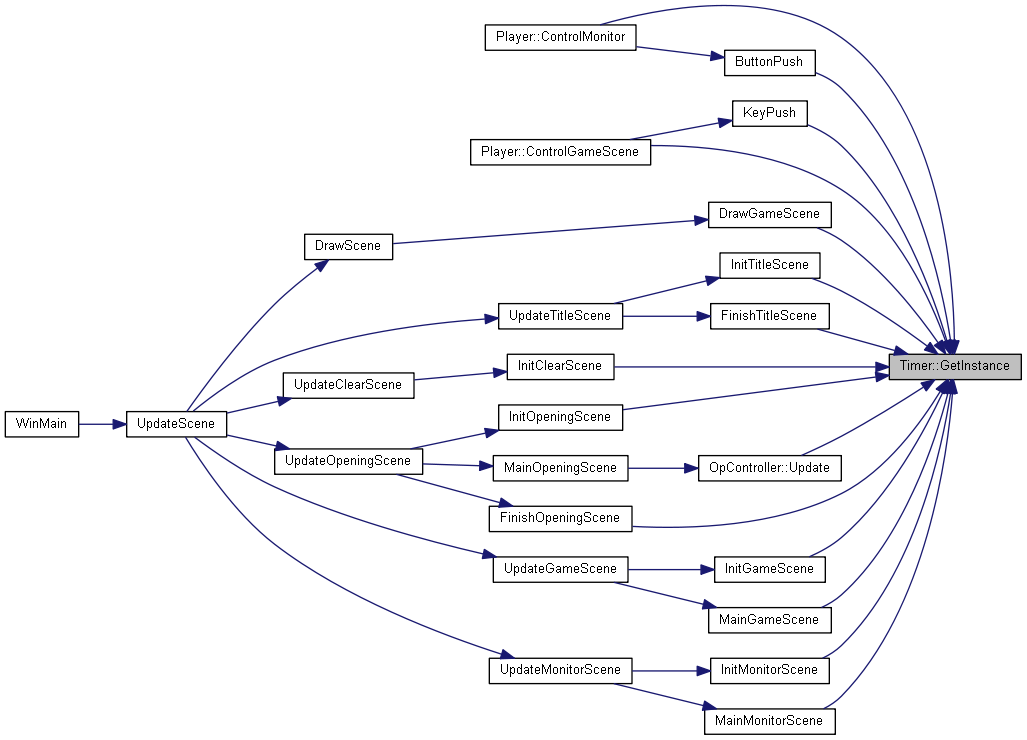 Player::ControlMonitor
ButtonPush
KeyPush
Player::ControlGameScene
DrawGameScene
DrawScene
InitTitleScene
UpdateTitleScene
FinishTitleScene
Timer::GetInstance
InitClearScene
UpdateClearScene
InitOpeningScene
WinMain
UpdateScene
UpdateOpeningScene
MainOpeningScene
OpController::Update
FinishOpeningScene
UpdateGameScene
InitGameScene
MainGameScene
UpdateMonitorScene
InitMonitorScene
MainMonitorScene